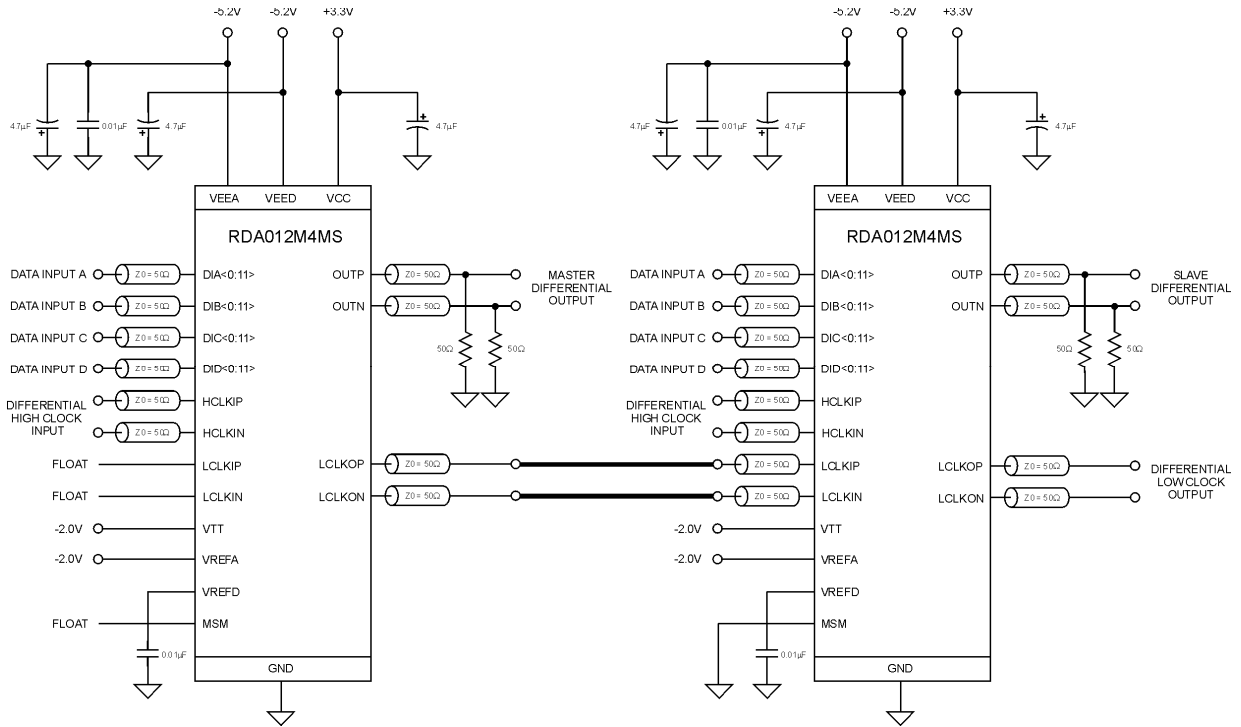 -5.2V -5.2V +3.3V
4.7µF 0.01µF 4.7µF 4.7µF
VEEA VEED VCC
RDA012M4MS
DATA INPUT A Z0 = 50Ω DIA<0:11> OUTP Z0 = 50Ω
DATA INPUT B Z0 = 50Ω DIB<0:11> OUTN Z0 = 50Ω
MASTER
DIFFERENTIAL
OUTPUT
DATA INPUT C Z0 = 50Ω DIC<0:11>
50Ω 50Ω
DATA INPUT D Z0 = 50Ω DID<0:11>
DIFFERENTIAL
HIGH CLOCK
INPUT
Z0 = 50Ω HCLKIP
Z0 = 50Ω HCLKIN
FLOAT LCLKIP LCLKOP Z0 = 50Ω
FLOAT LCLKIN LCLKON Z0 = 50Ω
-2.0V VTT
-2.0V VREFA
VREFD
FLOAT MSM
0.01µF
GND
-5.2V -5.2V +3.3V
4.7µF 0.01µF 4.7µF 4.7µF
VEEA VEED VCC
RDA012M4MS
DATA INPUT A Z0 = 50Ω DIA<0:11> OUTP Z0 = 50Ω
DATA INPUT B Z0 = 50Ω DIB<0:11> OUTN Z0 = 50Ω
SLAVE
DIFFERENTIAL
OUTPUT
DATA INPUT C Z0 = 50Ω DIC<0:11>
50Ω 50Ω
DATA INPUT D Z0 = 50Ω DID<0:11>
DIFFERENTIAL
HIGH CLOCK
INPUT
Z0 = 50Ω HCLKIP
Z0 = 50Ω HCLKIN
Z0 = 50Ω LCLKIP LCLKOP Z0 = 50Ω
Z0 = 50Ω LCLKIN LCLKON Z0 = 50Ω
DIFFERENTIAL
LOW CLOCK
OUTPUT
-2.0V VTT
-2.0V VREFA
VREFD
MSM
0.01µF
GND